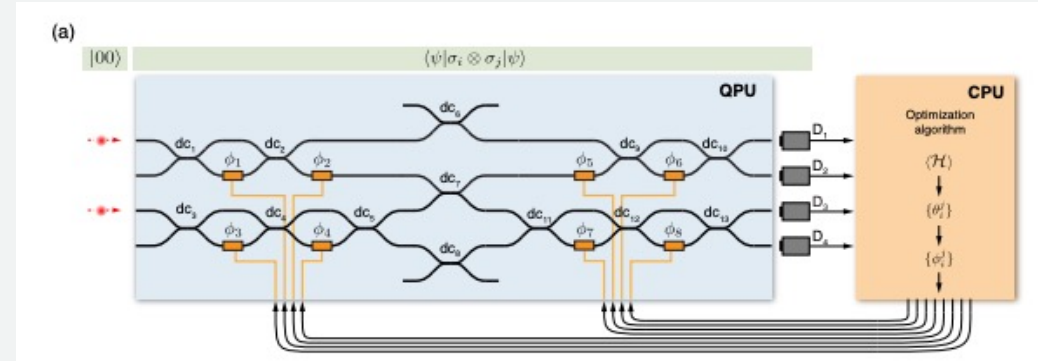 (a)
|00⟩ ⟨ψ|σᵢ ⊗ σⱼ|ψ⟩
QPU
CPU
dc₆
Optimization
algorithm
dc₁ dc₂ dc₉ dc₁₀ D₁
ϕ₁ ϕ₂ ϕ₅ ϕ₆
⟨ℋ⟩
dc₇ D₂
dc₃ dc₄ dc₅ dc₁₁ dc₁₂ dc₁₃ D₃
{θᵢʲ}
ϕ₃ ϕ₄ ϕ₇ ϕ₈ D₄
dc₈
{ϕᵢʲ}